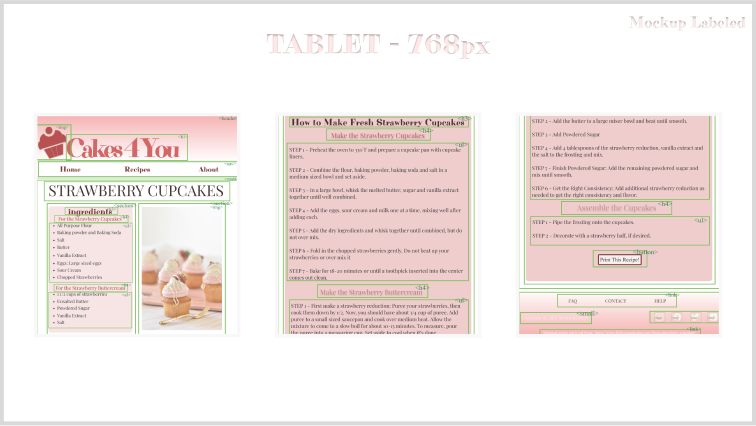 Mockup Labeled
TABLET - 768px
<header>
<h1>
Cakes 4 You
Home
Recipes
About
STRAWBERRY CUPCAKES
Ingredients
For the Strawberry Cupcakes
All Purpose Flour
Baking powder and Baking Soda
Salt
Butter
Vanilla Extract
Eggs: Large sized eggs
Sour Cream
Chopped Strawberries
For the Strawberry Buttercream
1 1/2 cups of strawberries
Unsalted Butter
Powdered Sugar
Vanilla Extract
Salt
How to Make Fresh Strawberry Cupcakes
Make the Strawberry Cupcakes
<h4>
<ul>
STEP 1 - Preheat the oven to 350°F and prepare a cupcake pan with cupcake
liners.
STEP 2 - Combine the flour, baking powder, baking soda and salt in a
medium sized bowl and set aside.
STEP 3 - In a large bowl, whisk the melted butter, sugar and vanilla extract
together until well combined.
STEP 4 - Add the eggs, sour cream and milk one at a time, mixing well after
adding each.
STEP 5 - Add the dry ingredients and whisk together until combined, but do
not over mix.
STEP 6 - Fold in the chopped strawberries gently. Do not beat up your
strawberries or over mix it.
STEP 7 - Bake for 18-20 minutes or until a toothpick inserted into the center
comes out clean.
Make the Strawberry Buttercream
<h4>
<ul>
STEP 1 - First make a strawberry reduction: Puree your strawberries, then
cook them down by 1/2. Now, you should have about 1/4 cup of puree. Add
puree to a small sized saucepan and cook over medium heat. Allow the
mixture to come to a slow boil for about 10-15 minutes. To measure, pour
the puree into a measuring cup. Set aside to cool when it's done.
STEP 2 - Add the butter to a large mixer bowl and beat until smooth.
STEP 3 - Add Powdered Sugar
STEP 4 - Add 4 tablespoons of the strawberry reduction, vanilla extract and
the salt to the frosting and mix.
STEP 5 - Finish Powdered Sugar: Add the remaining powdered sugar and
mix until smooth.
STEP 6 - Get the Right Consistency: Add additional strawberry reduction as
needed to get the right consistency and flavor.
Assemble the Cupcakes
<h4>
<ul>
STEP 1 - Pipe the frosting onto the cupcakes.
STEP 2 - Decorate with a strawberry half, if desired.
<button>
Print This Recipe!
FAQ
CONTACT
HELP
<small>